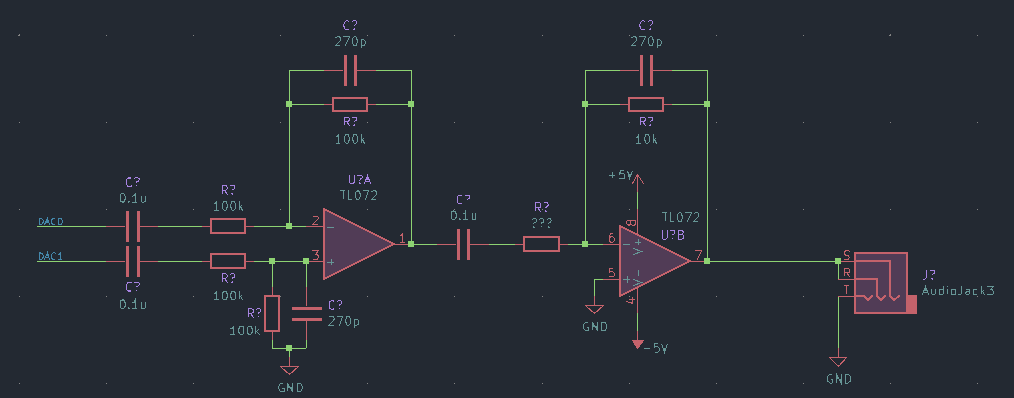 C?
270p
R?
100k
C?
270p
R?
10k
U?A
TL072
2
3
1
C?
0.1u
R?
100k
DAC0
DAC1
C?
0.1u
R?
100k
R?
100k
C?
270p
GND
C?
0.1u
R?
???
+5V
TL072
U?B
8
V+
6
5
7
V-
4
-5V
GND
S
R
T
J?
AudioJack3
GND